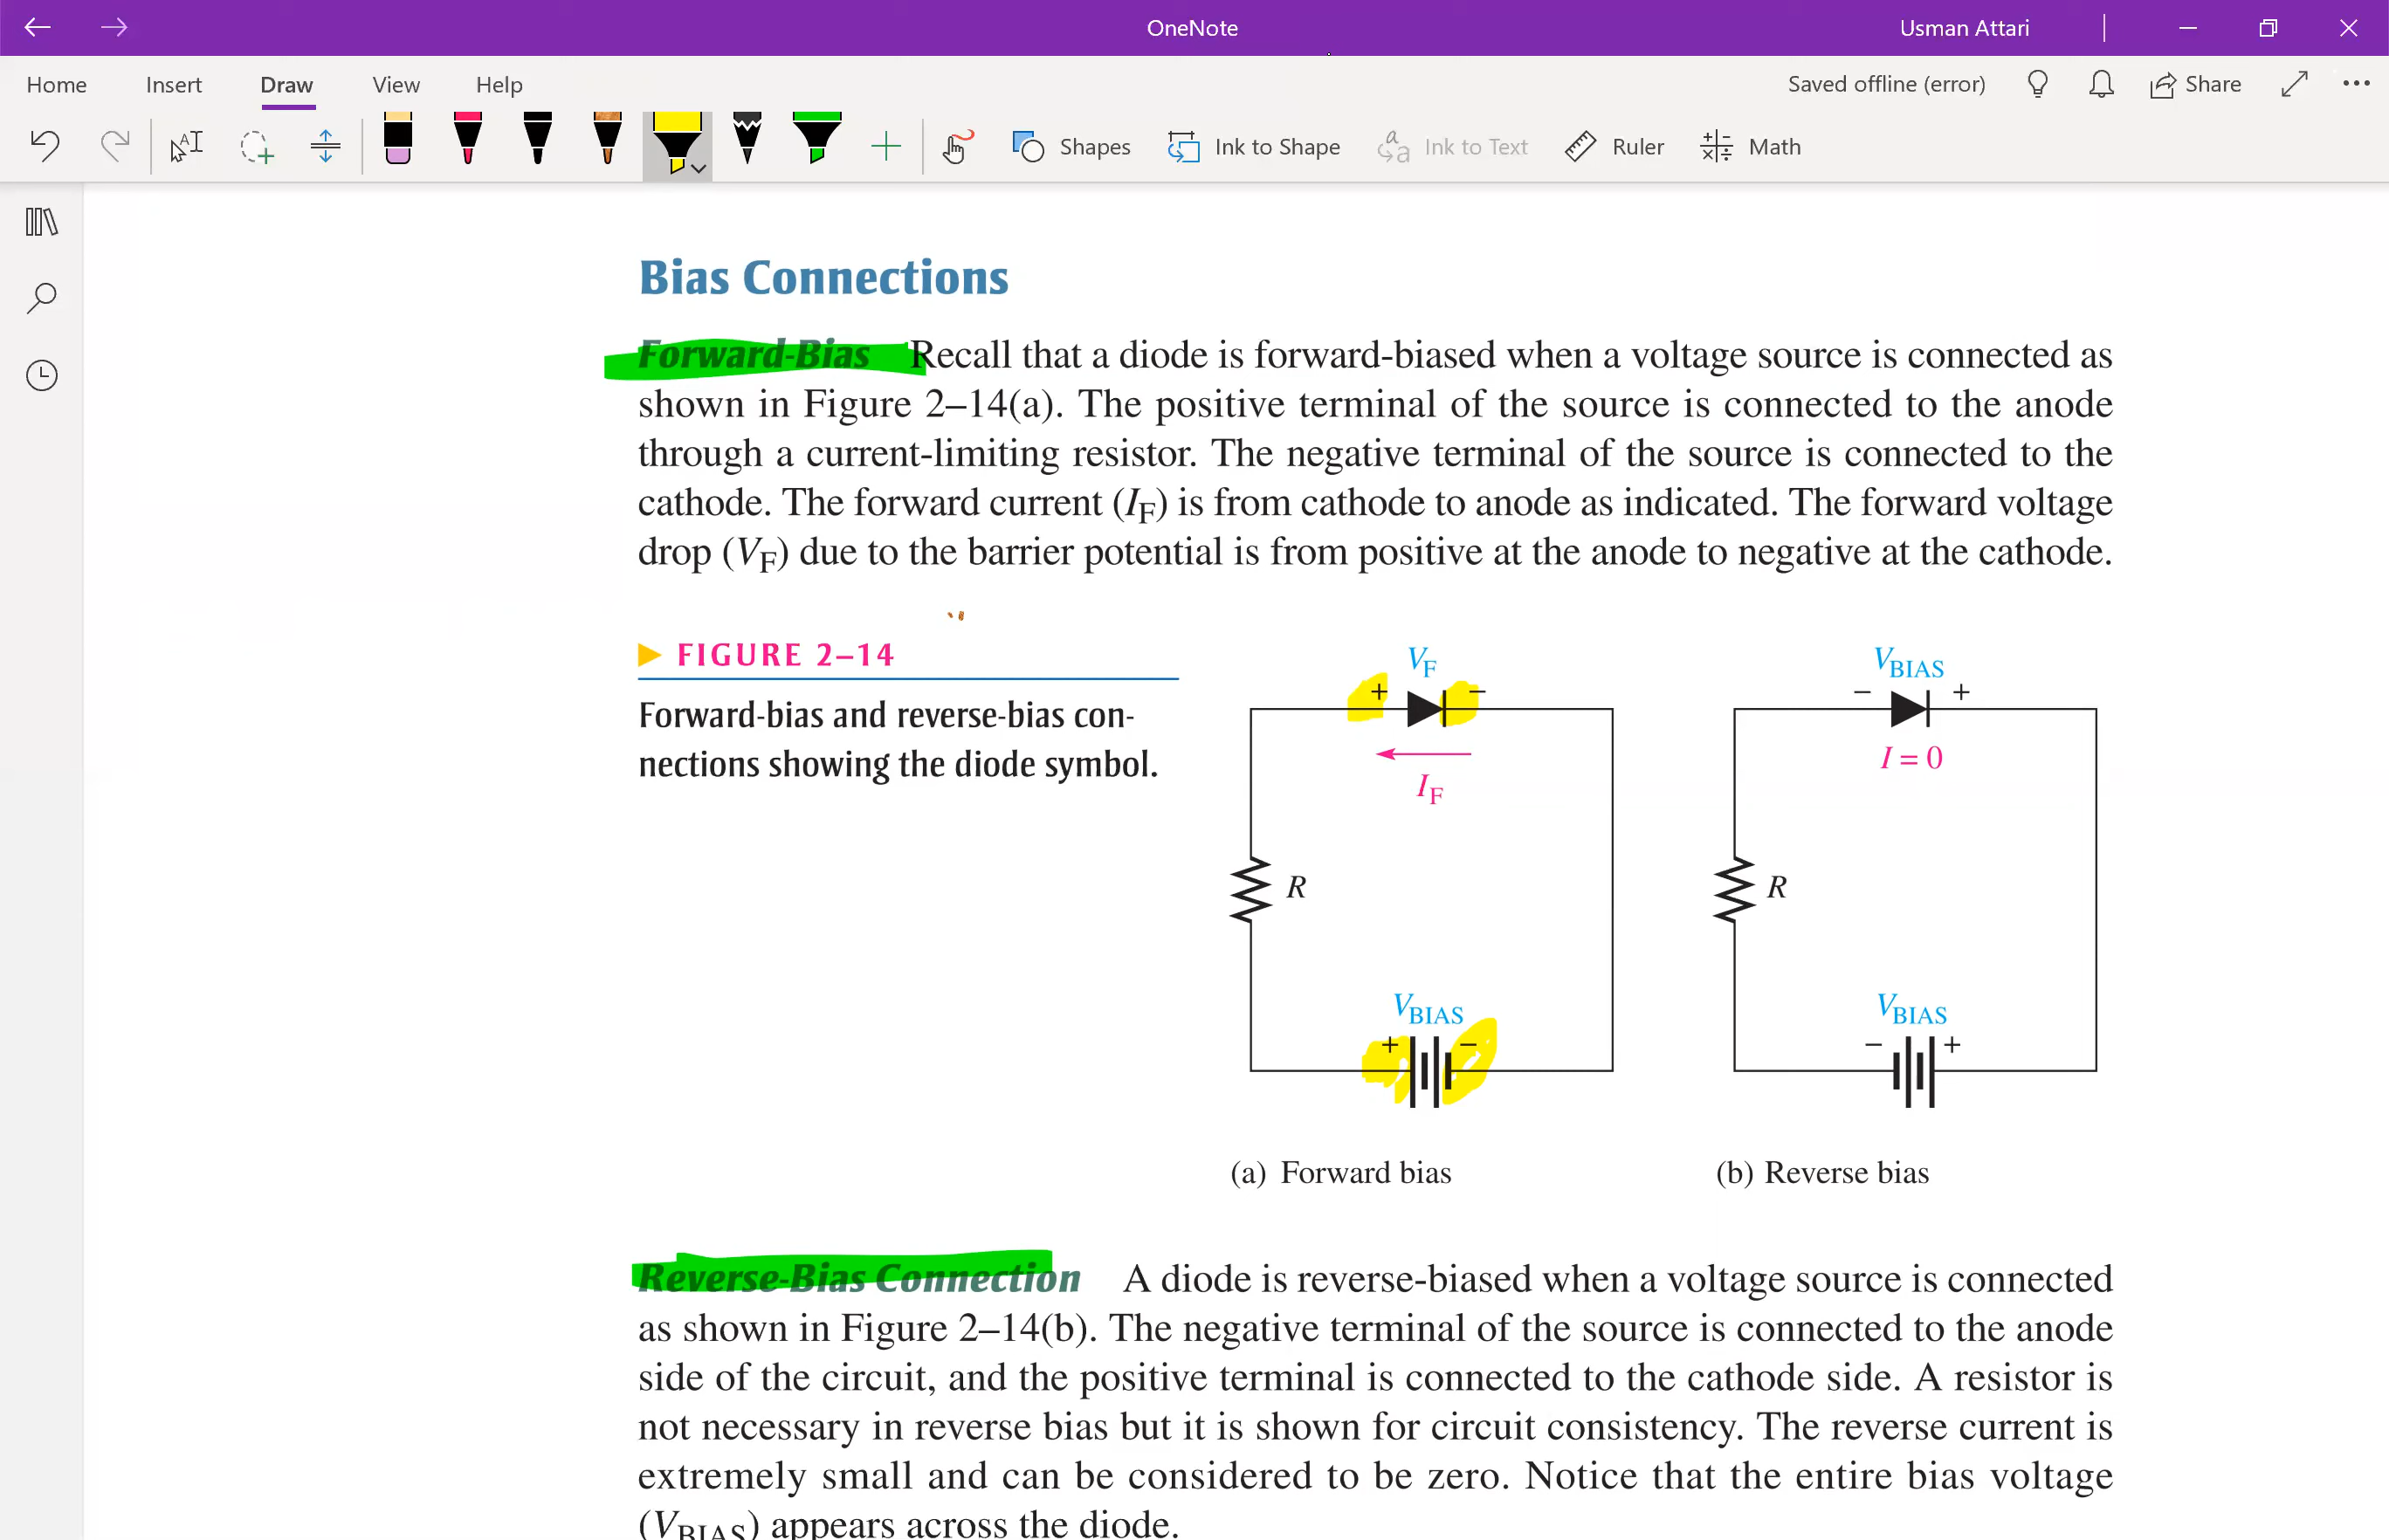 OneNote
Usman Attari
Home Insert Draw View Help
Saved offline (error)
Share
Shapes
Ink to Shape
Ink to Text
Ruler
Math
Bias Connections
Forward-Bias Recall that a diode is forward-biased when a voltage source is connected as
shown in Figure 2–14(a). The positive terminal of the source is connected to the anode
through a current-limiting resistor. The negative terminal of the source is connected to the
cathode. The forward current (I_F) is from cathode to anode as indicated. The forward voltage
drop (V_F) due to the barrier potential is from positive at the anode to negative at the cathode.
FIGURE 2–14
Forward-bias and reverse-bias con-
nections showing the diode symbol.
V_F
+ −
I_F
R
V_BIAS
+ −
(a) Forward bias
V_BIAS
− +
I = 0
R
V_BIAS
− +
(b) Reverse bias
Reverse-Bias Connection A diode is reverse-biased when a voltage source is connected
as shown in Figure 2–14(b). The negative terminal of the source is connected to the anode
side of the circuit, and the positive terminal is connected to the cathode side. A resistor is
not necessary in reverse bias but it is shown for circuit consistency. The reverse current is
extremely small and can be considered to be zero. Notice that the entire bias voltage
(V_BIAS) appears across the diode.